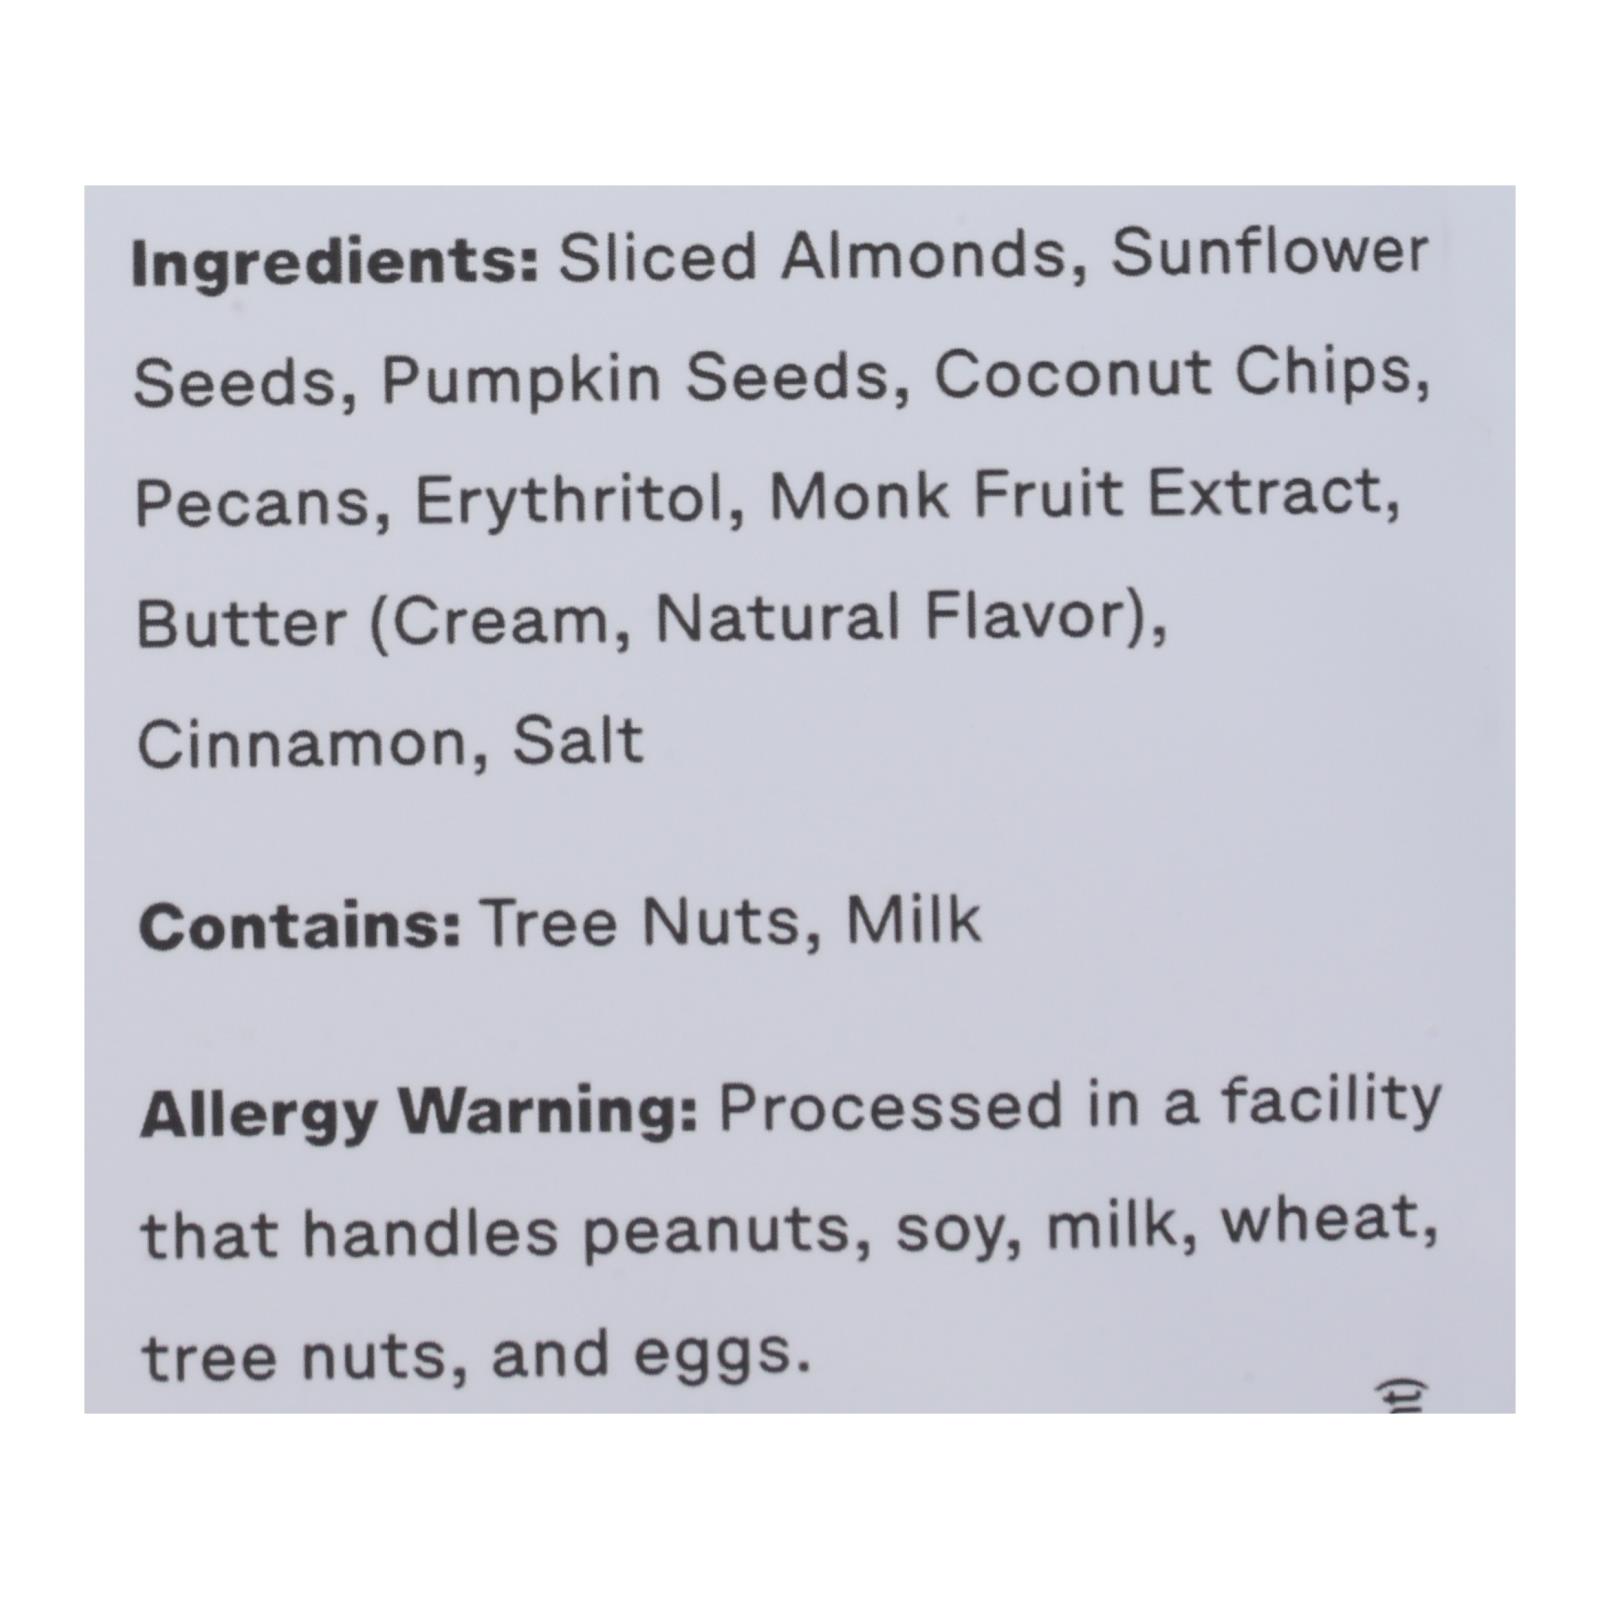 Ingredients: Sliced Almonds, Sunflower
Seeds, Pumpkin Seeds, Coconut Chips,
Pecans, Erythritol, Monk Fruit Extract,
Butter (Cream, Natural Flavor),
Cinnamon, Salt
Contains: Tree Nuts, Milk
Allergy Warning: Processed in a facility
that handles peanuts, soy, milk, wheat,
tree nuts, and eggs.